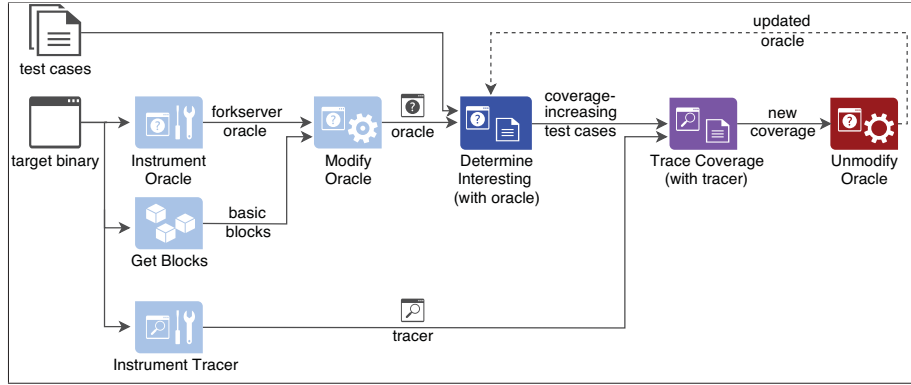 updated
oracle
test cases
forkserver
oracle
oracle
coverage-
increasing
test cases
new
coverage
target binary
Instrument
Oracle
Modify
Oracle
Determine
Interesting
(with oracle)
Trace Coverage
(with tracer)
Unmodify
Oracle
basic
blocks
Get Blocks
tracer
Instrument Tracer